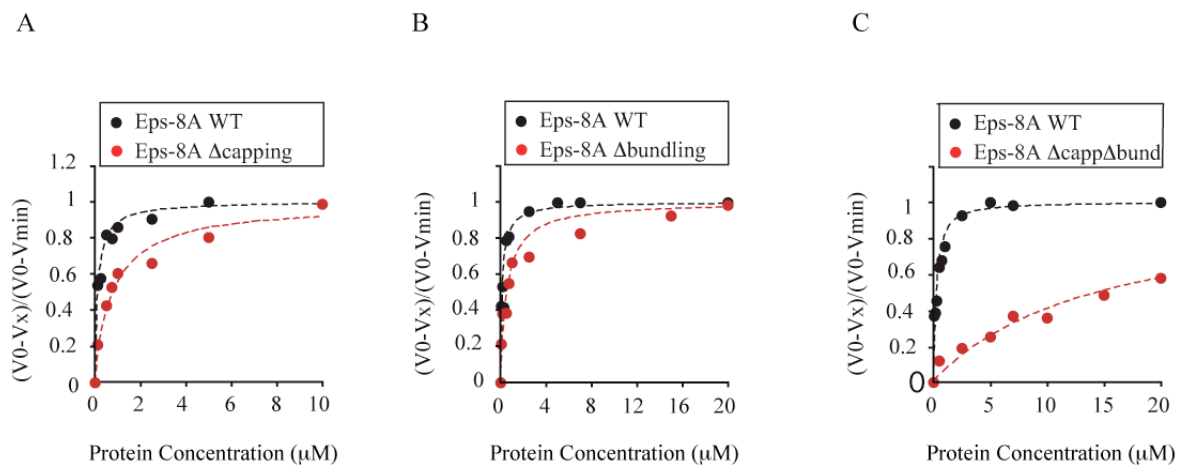 A
Eps-8A WT
Eps-8A Δcapping
(V0-Vx)/(V0-Vmin)
1.2
1
0.8
0.6
0.4
0.2
0
0 2 4 6 8 10
Protein Concentration (μM)
B
Eps-8A WT
Eps-8A Δbundling
(V0-Vx)/(V0-Vmin)
1
0.8
0.6
0.4
0.2
0
0 4 8 12 16 20
Protein Concentration (μM)
C
Eps-8A WT
Eps-8A ΔcappΔbund
(V0-Vx)/(V0-Vmin)
1
0.8
0.6
0.4
0.2
0
0 5 10 15 20
Protein Concentration (μM)